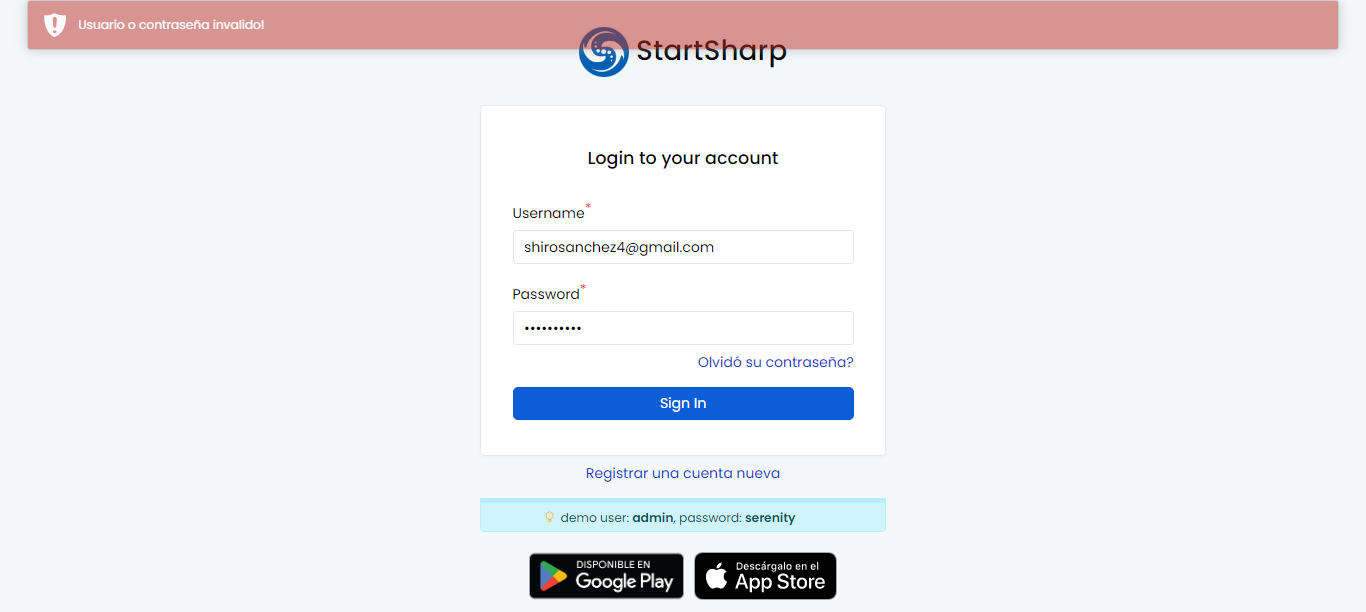 Usuario o contraseña invalido!
StartSharp
Login to your account
Username*
shirosanchez4@gmail.com
Password*
••••••••••
Olvidó su contraseña?
Sign In
Registrar una cuenta nueva
demo user: admin, password: serenity
DISPONIBLE EN
Google Play
Descárgalo en el
App Store